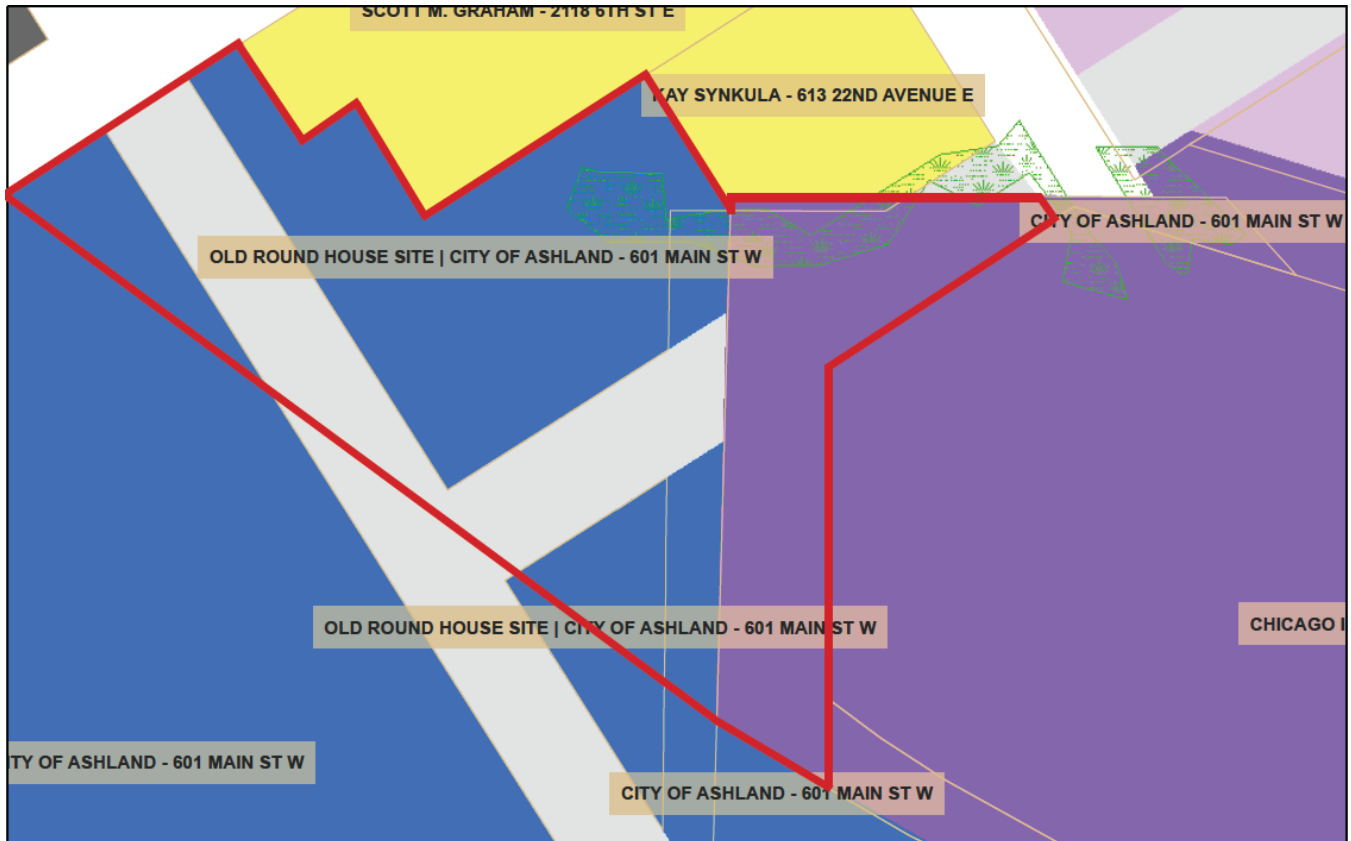 SCOTT M. GRAHAM - 2118 6TH ST E
KAY SYNKULA - 613 22ND AVENUE E
CITY OF ASHLAND - 601 MAIN ST W
OLD ROUND HOUSE SITE | CITY OF ASHLAND - 601 MAIN ST W
OLD ROUND HOUSE SITE | CITY OF ASHLAND - 601 MAIN ST W
CHICAGO
ITY OF ASHLAND - 601 MAIN ST W
CITY OF ASHLAND - 601 MAIN ST W